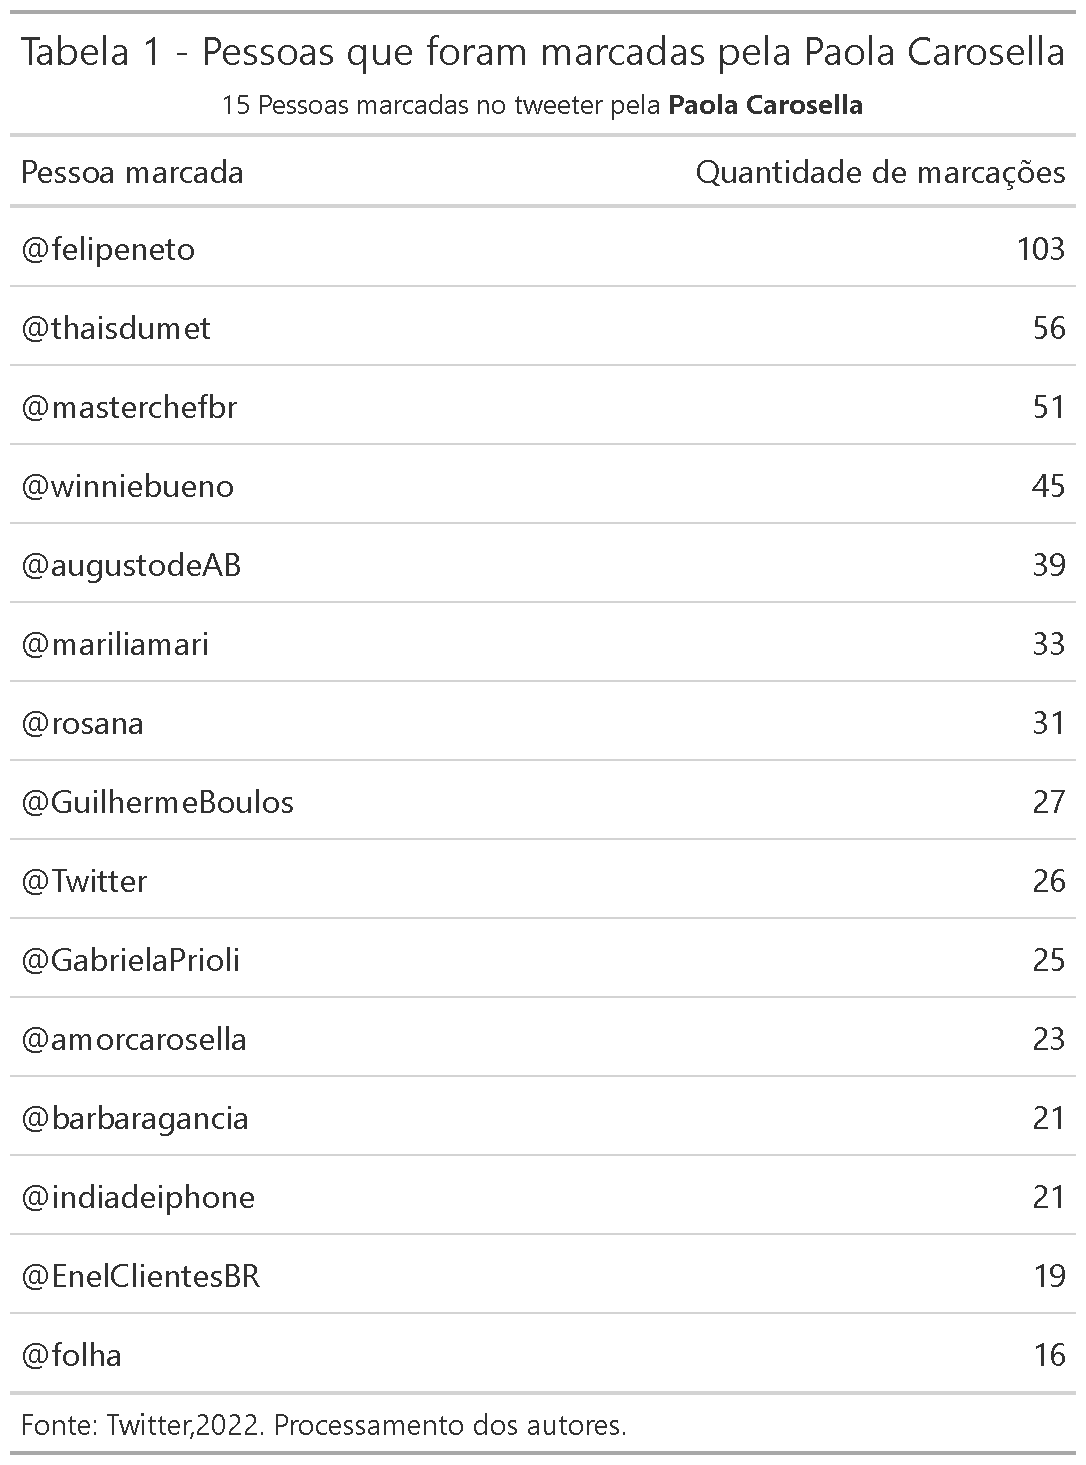 Tabela 1 - Pessoas que foram marcadas pela Paola Carosella
15 Pessoas marcadas no tweeter pela Paola Carosella
Pessoa marcada Quantidade de marcações
@felipeneto 103
@thaisdumet 56
@masterchefbr 51
@winniebueno 45
@augustodeAB 39
@mariliamari 33
@rosana 31
@GuilhermeBoulos 27
@Twitter 26
@GabrielaPrioli 25
@amorcarosella 23
@barbaragancia 21
@indiadeiphone 21
@EnelClientesBR 19
@folha 16
Fonte: Twitter,2022. Processamento dos autores.